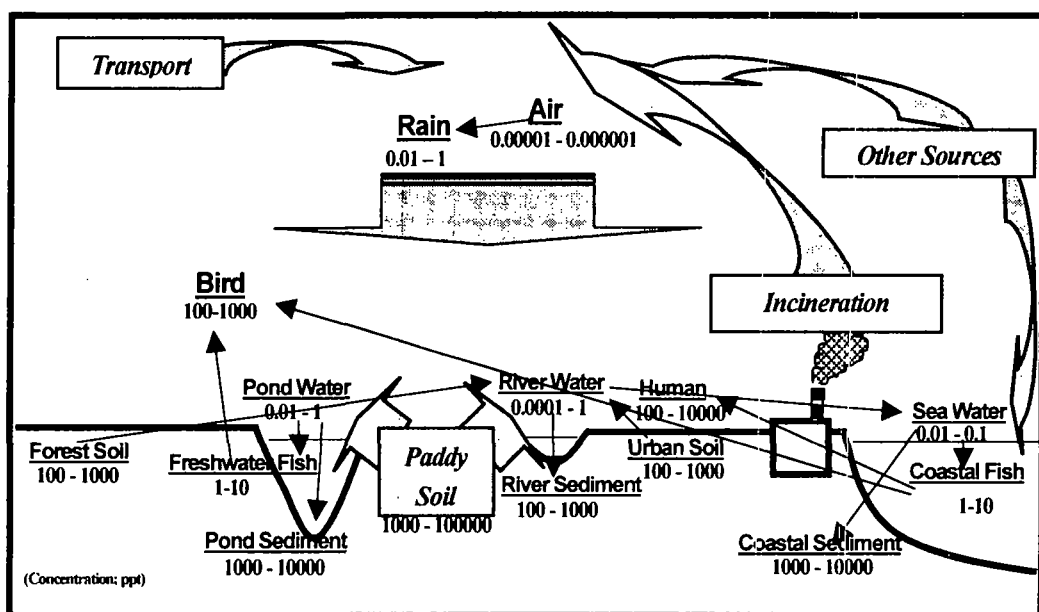 Transport
Air
0.00001 - 0.000001
Rain
0.01 – 1
Other Sources
Bird
100-1000
Incineration
Pond Water
0.01 – 1
River Water
0.0001 - 1
Human
100 - 10000
Sea Water
0.01 – 0.1
Forest Soil
100 - 1000
Freshwater Fish
1-10
Paddy
Soil
1000 - 100000
River Sediment
100 - 1000
Urban Soil
100 - 1000
Coastal Fish
1-10
Pond Sediment
1000 - 10000
Coastal Sediment
1000 - 10000
(Concentration; ppt)